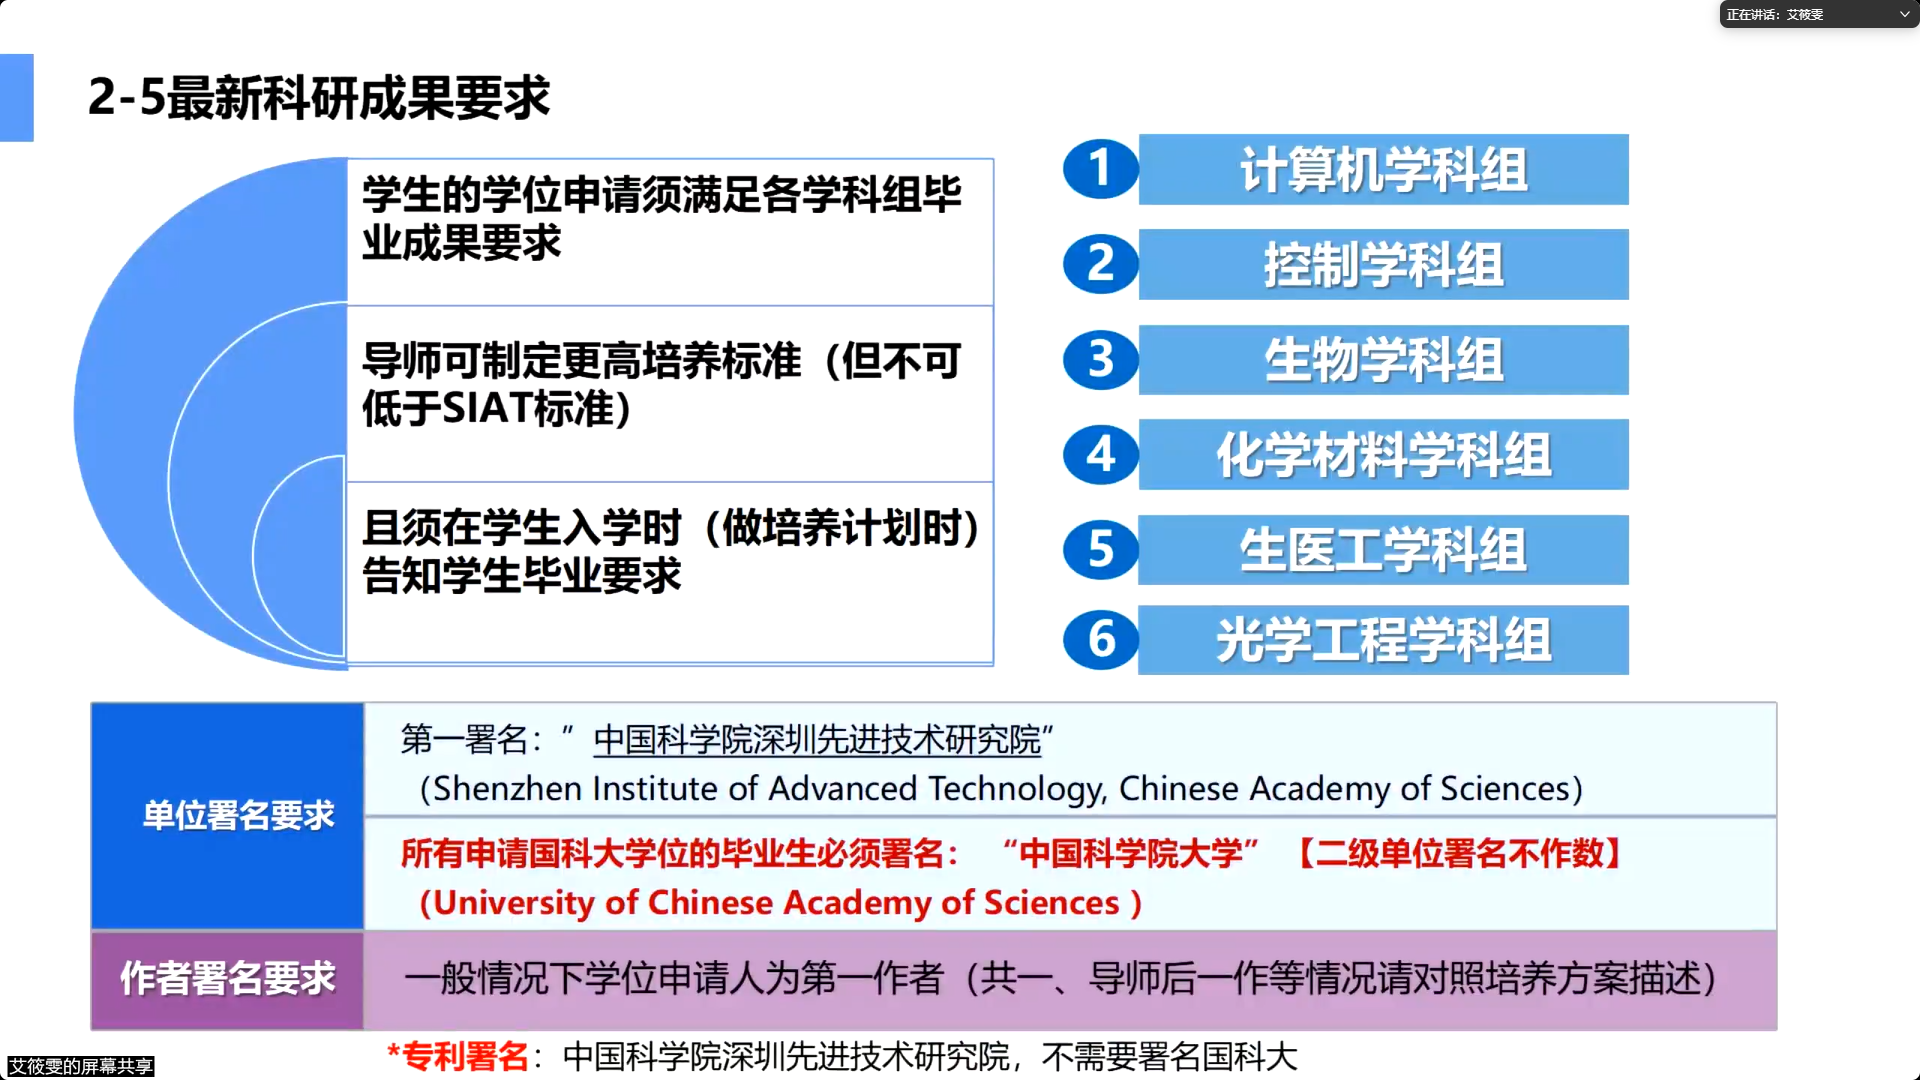 正在讲话：艾筱雯
2-5最新科研成果要求
学生的学位申请须满足各学科组毕
业成果要求
导师可制定更高培养标准（但不可
低于SIAT标准）
且须在学生入学时（做培养计划时）
告知学生毕业要求
1 计算机学科组
2 控制学科组
3 生物学科组
4 化学材料学科组
5 生医工学科组
6 光学工程学科组
单位署名要求
第一署名：”中国科学院深圳先进技术研究院”
（Shenzhen Institute of Advanced Technology, Chinese Academy of Sciences）
所有申请国科大学位的毕业生必须署名： “中国科学院大学” 【二级单位署名不作数】
（University of Chinese Academy of Sciences ）
作者署名要求
一般情况下学位申请人为第一作者（共一、导师后一作等情况请对照培养方案描述）
*专利署名：中国科学院深圳先进技术研究院，不需要署名国科大
艾筱雯的屏幕共享